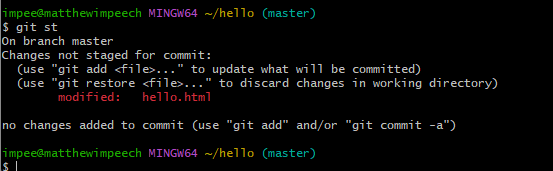 impee@matthewimpeech MINGW64 ~/hello (master)
$ git st
On branch master
Changes not staged for commit:
  (use "git add <file>..." to update what will be committed)
  (use "git restore <file>..." to discard changes in working directory)
        modified:   hello.html

no changes added to commit (use "git add" and/or "git commit -a")

impee@matthewimpeech MINGW64 ~/hello (master)
$